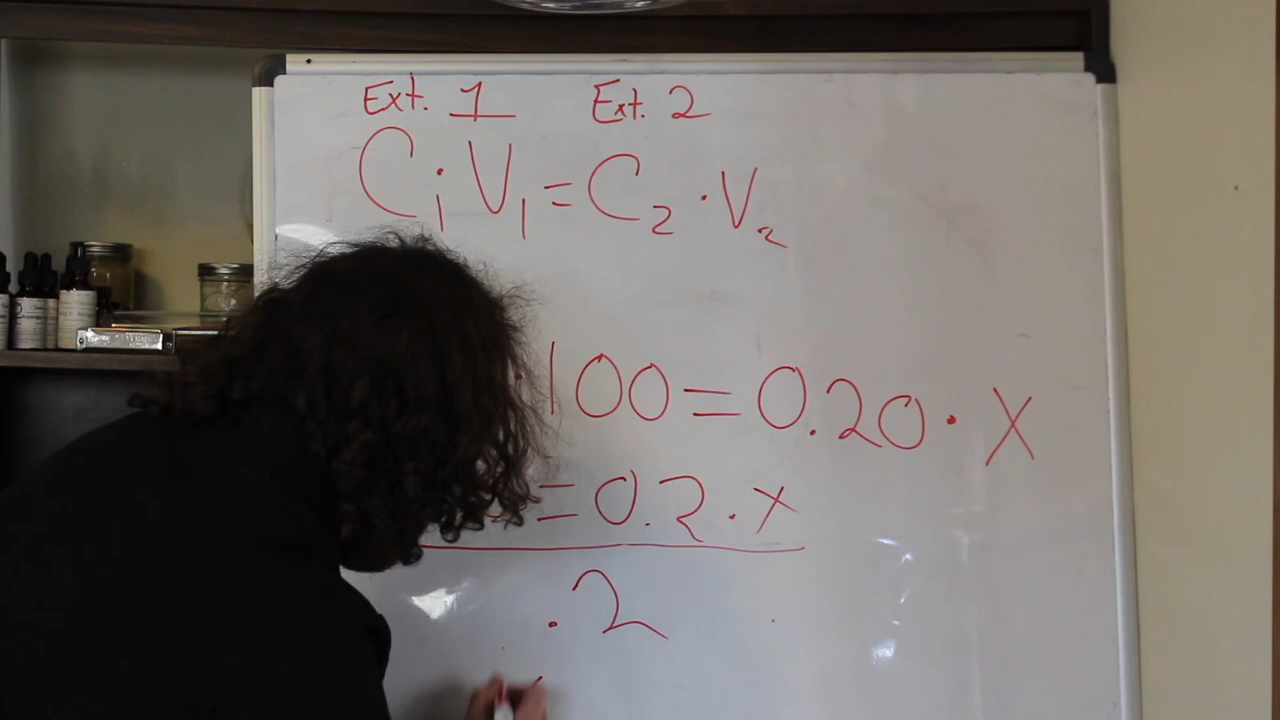 Ext. 1 Ext. 2
C₁ · V₁ = C₂ · V₂
· 100 = 0.20 · X
= 0.2 · X
.2